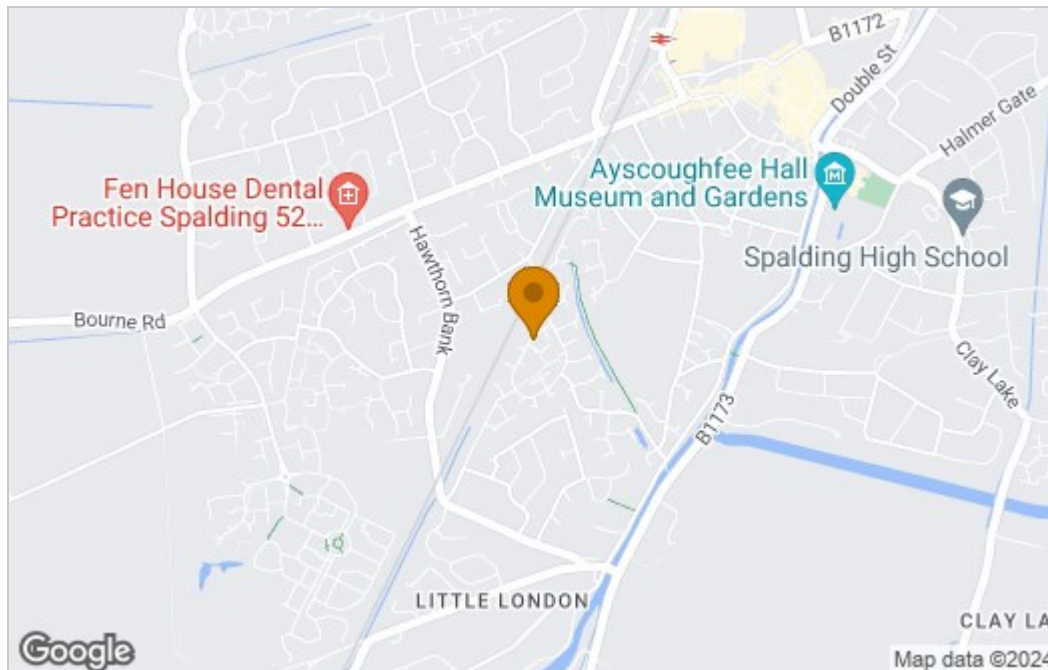 B1172
Double St
Halmer Gate
Ayscoughfee Hall
Museum and Gardens
Fen House Dental
Practice Spalding 52...
Spalding High School
Hawthorn Bank
Bourne Rd
Clay Lake
B1173
LITTLE LONDON
CLAY LA
Google
Map data ©2024